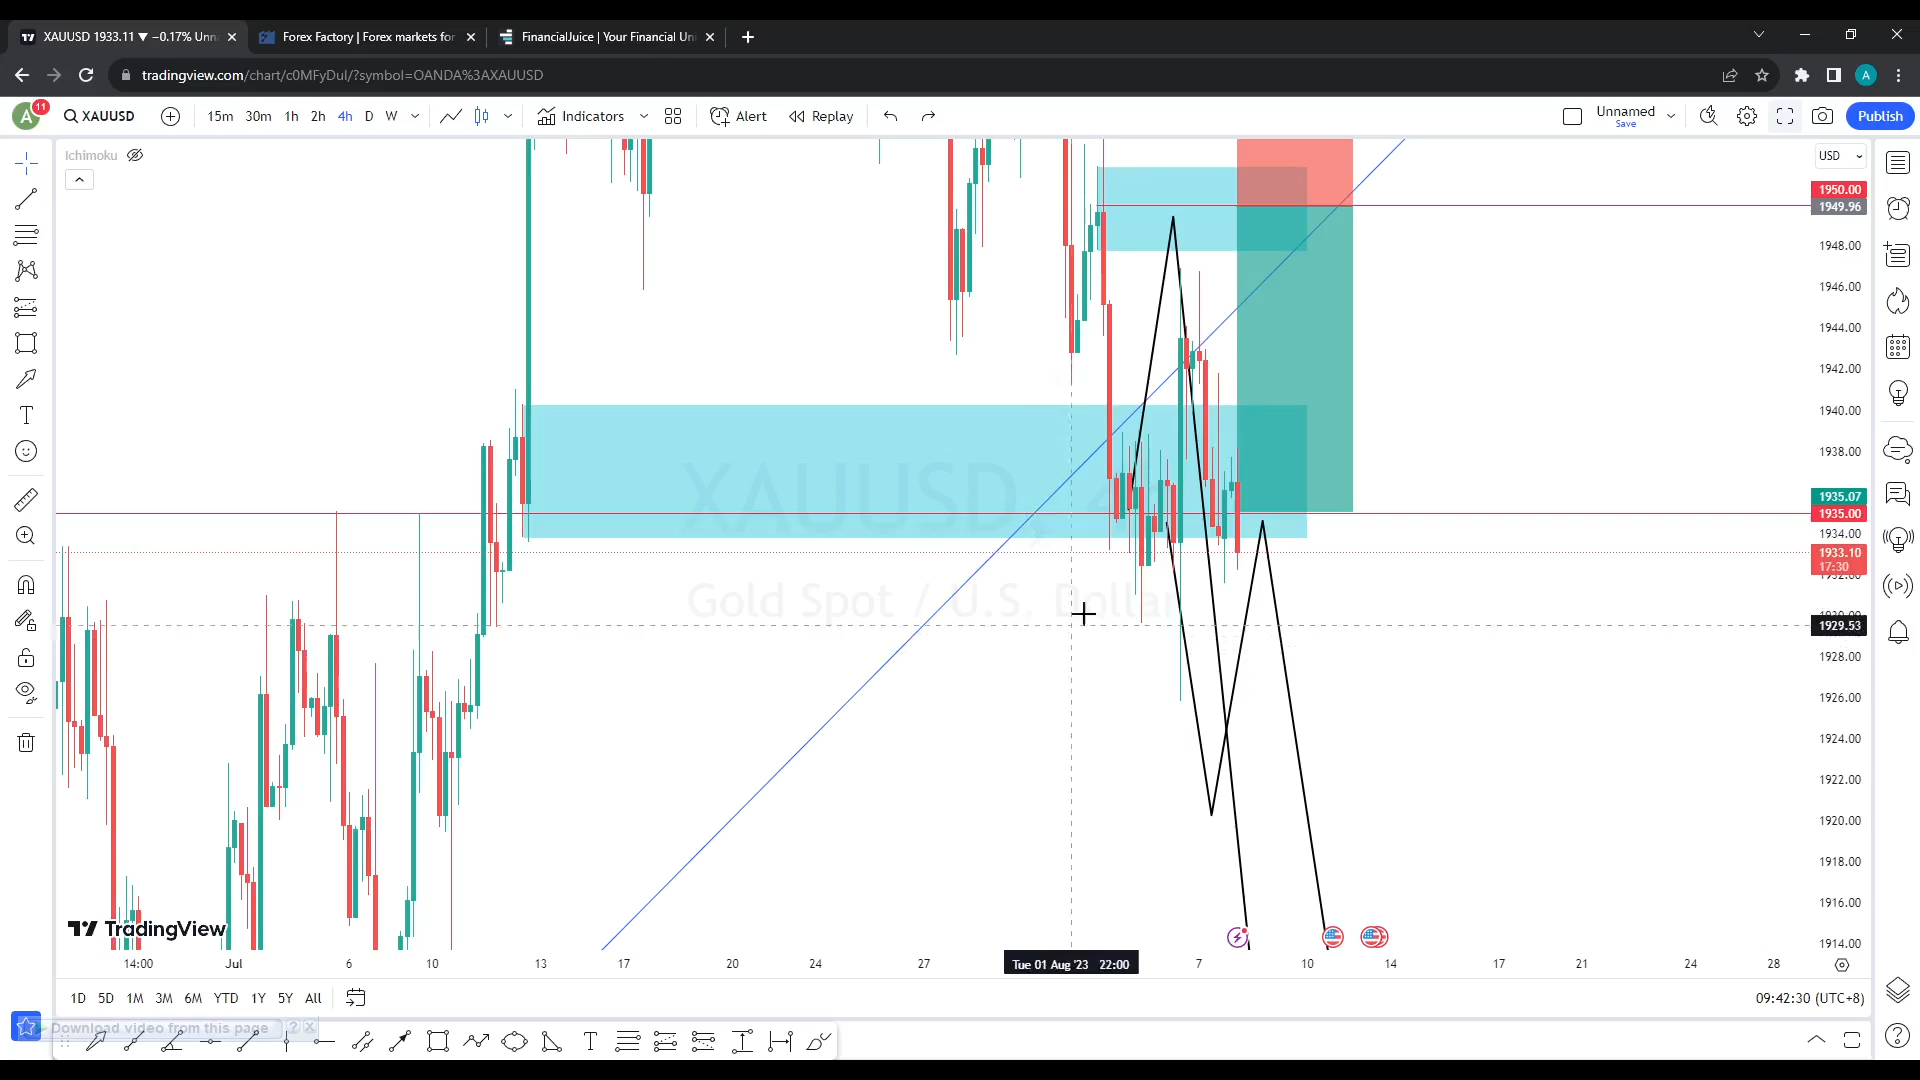 XAUUSD 1933.11 ▼ −0.17% Unn
Forex Factory | Forex markets for
FinancialJuice | Your Financial Un
tradingview.com/chart/c0MFyDul/?symbol=OANDA%3AXAUUSD
A
A
11
XAUUSD
15m 30m 1h 2h 4h D W
Indicators
Alert
Replay
Unnamed
Save
Publish
Ichimoku
USD
1950.00
1949.96
1948.00
1946.00
1944.00
1942.00
1940.00
1938.00
1935.07
1935.00
1934.00
1933.10
17:30
1932.00
1929.53
1928.00
1926.00
1924.00
1922.00
1920.00
1918.00
1916.00
1914.00
XAUUSD, 4
Gold Spot / U.S. Dollar
TradingView
14:00 Jul 6 10 13 17 20 24 27 Tue 01 Aug '23 22:00 7 10 14 17 21 24 28
1D 5D 1M 3M 6M YTD 1Y 5Y All
09:42:30 (UTC+8)
Download video from this page ? X